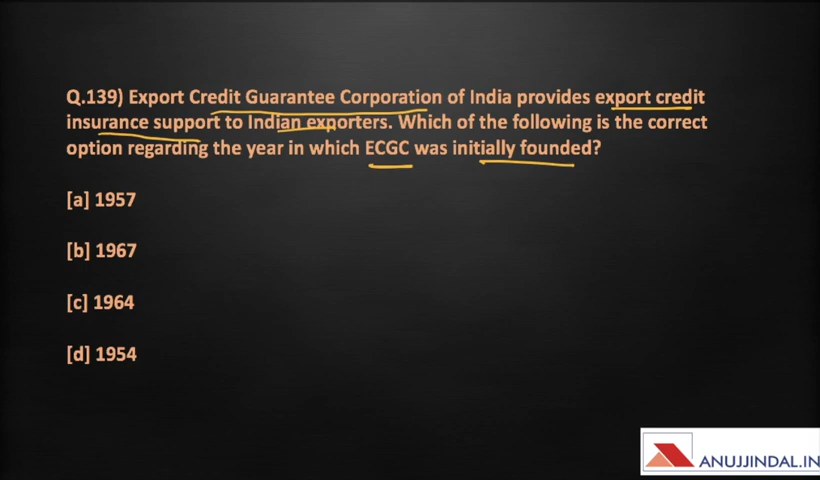 Q.139) Export Credit Guarantee Corporation of India provides export credit
insurance support to Indian exporters. Which of the following is the correct
option regarding the year in which ECGC was initially founded?
[a] 1957
[b] 1967
[c] 1964
[d] 1954
ANUJJINDAL.IN